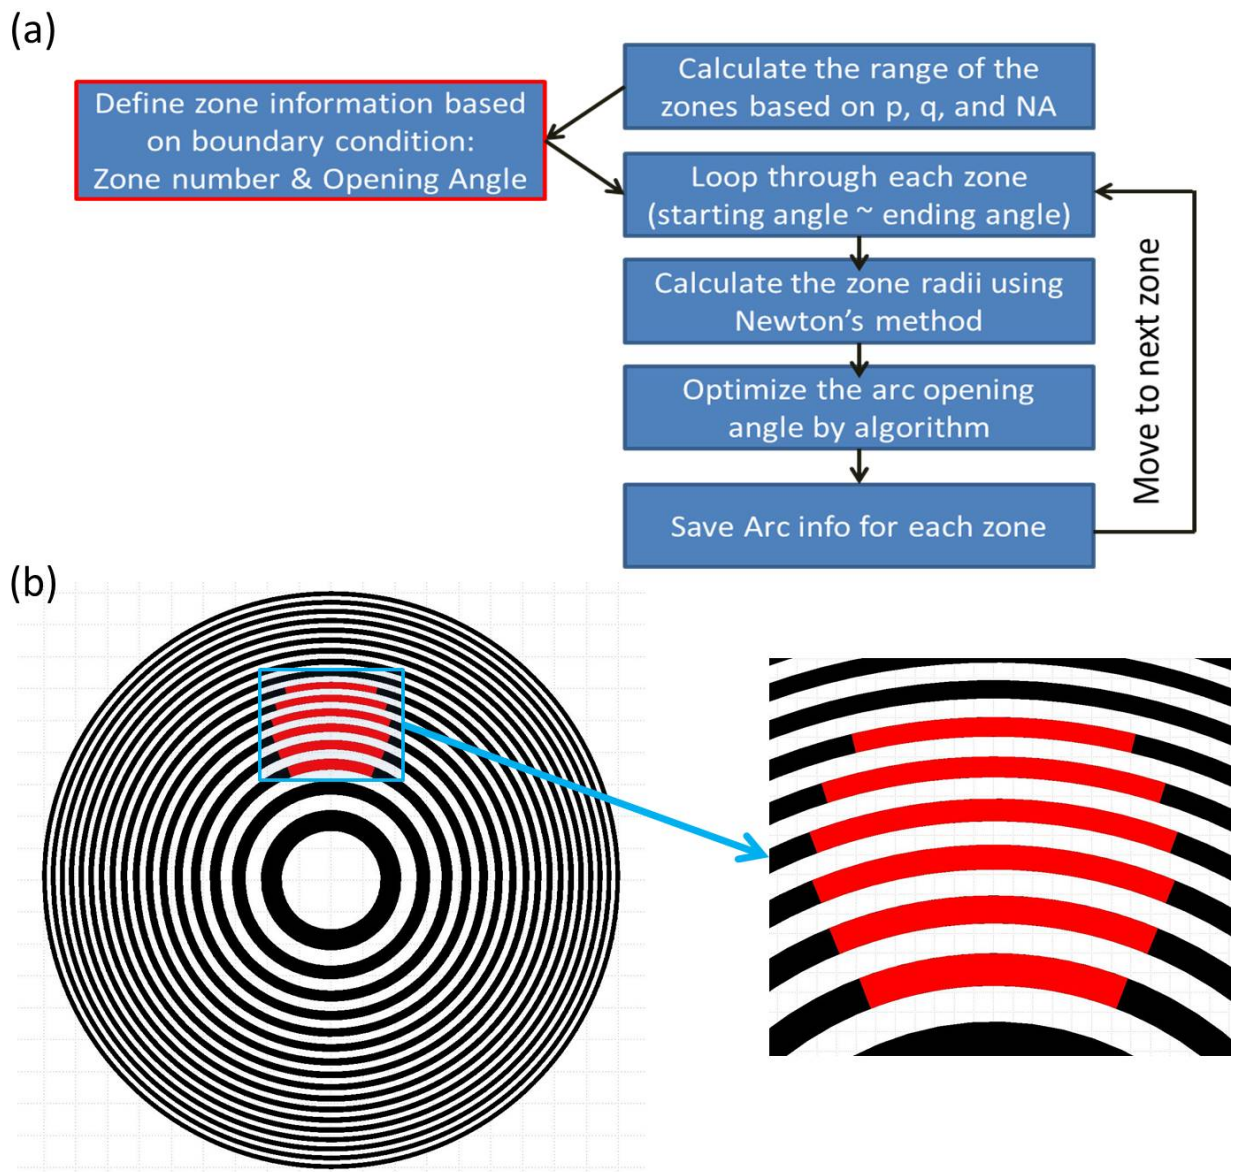 (a)
Calculate the range of the
zones based on p, q, and NA
Define zone information based
on boundary condition:
Zone number & Opening Angle
Loop through each zone
(starting angle ~ ending angle)
Calculate the zone radii using
Newton’s method
Optimize the arc opening
angle by algorithm
Save Arc info for each zone
Move to next zone
(b)